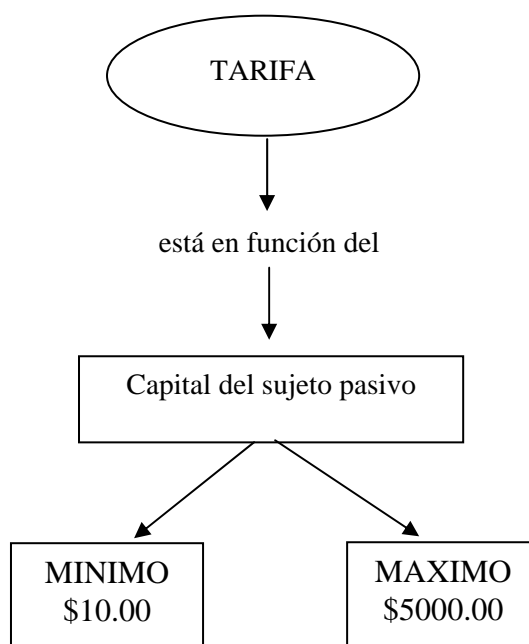 TARIFA
está en función del
Capital del sujeto pasivo
MINIMO
$10.00
MAXIMO
$5000.00